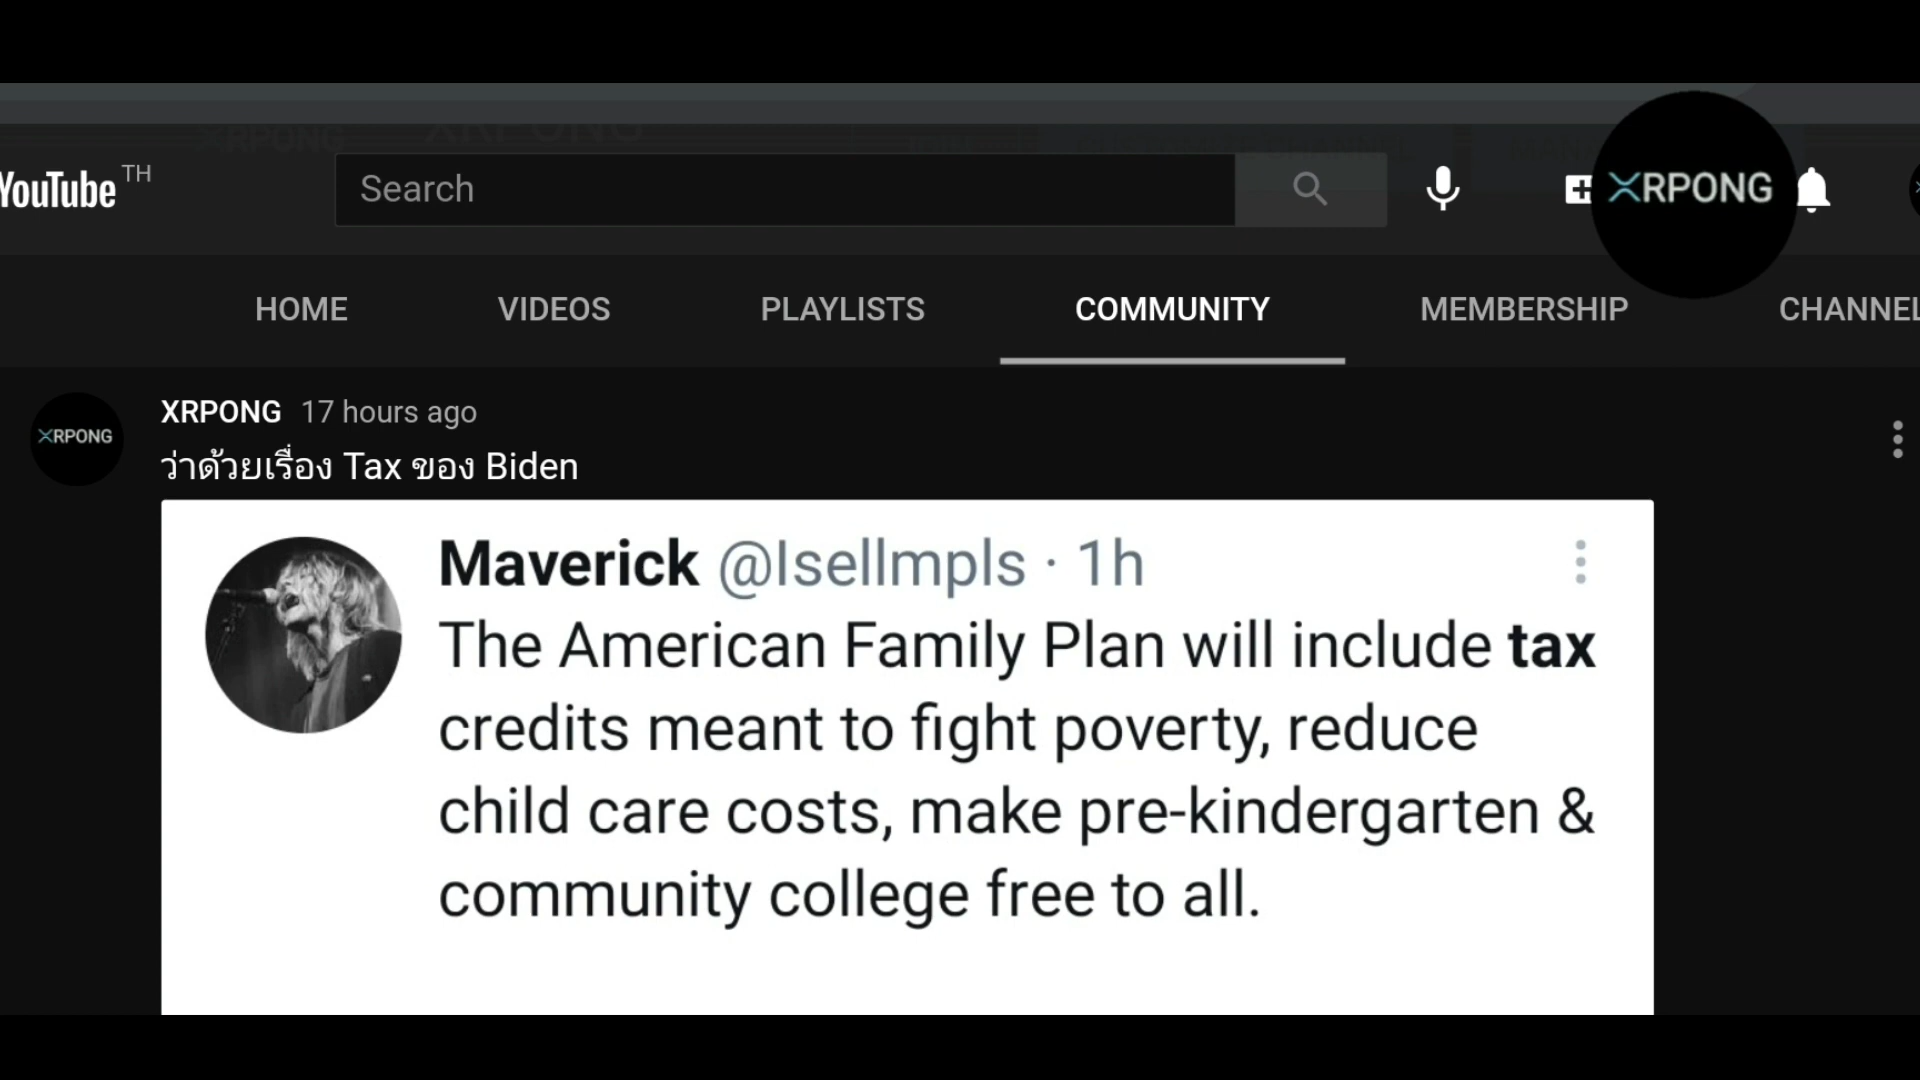 YouTube TH
Search
XRPONG
HOME VIDEOS PLAYLISTS COMMUNITY MEMBERSHIP CHANNEL
XRPONG
XRPONG 17 hours ago
ว่าด้วยเรื่อง Tax ของ Biden
Maverick @Isellmpls · 1h
The American Family Plan will include tax
credits meant to fight poverty, reduce
child care costs, make pre-kindergarten &
community college free to all.